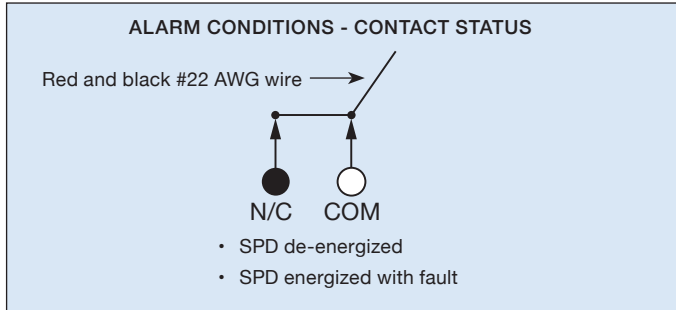 ALARM CONDITIONS - CONTACT STATUS
Red and black #22 AWG wire
N/C COM
• SPD de-energized
• SPD energized with fault